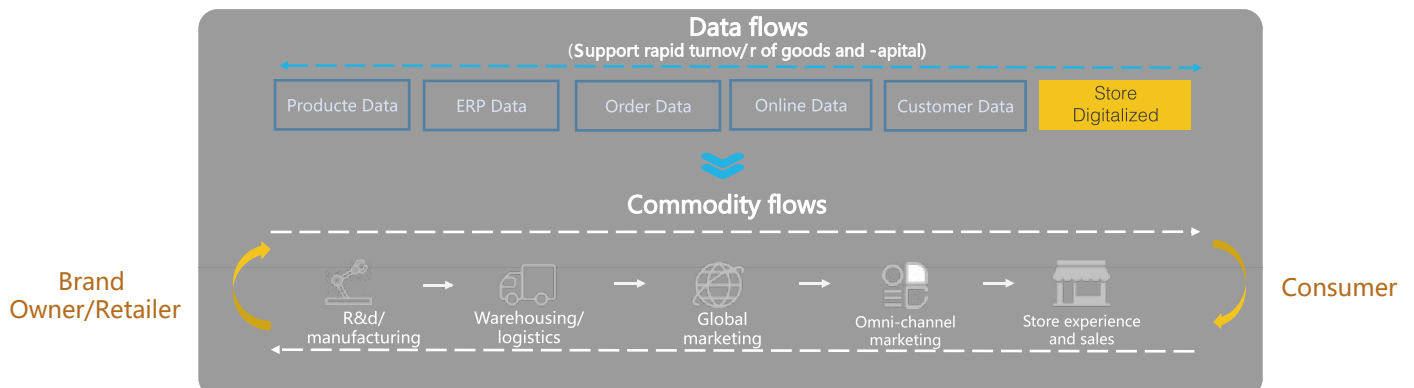 Data flows
(Support rapid turnov/r of goods and -apital)
Producte Data
ERP Data
Order Data
Online Data
Customer Data
Store
Digitalized
Commodity flows
Brand
Owner/Retailer
R&d/
manufacturing
Warehousing/
logistics
Global
marketing
Omni-channel
marketing
Store experience
and sales
Consumer